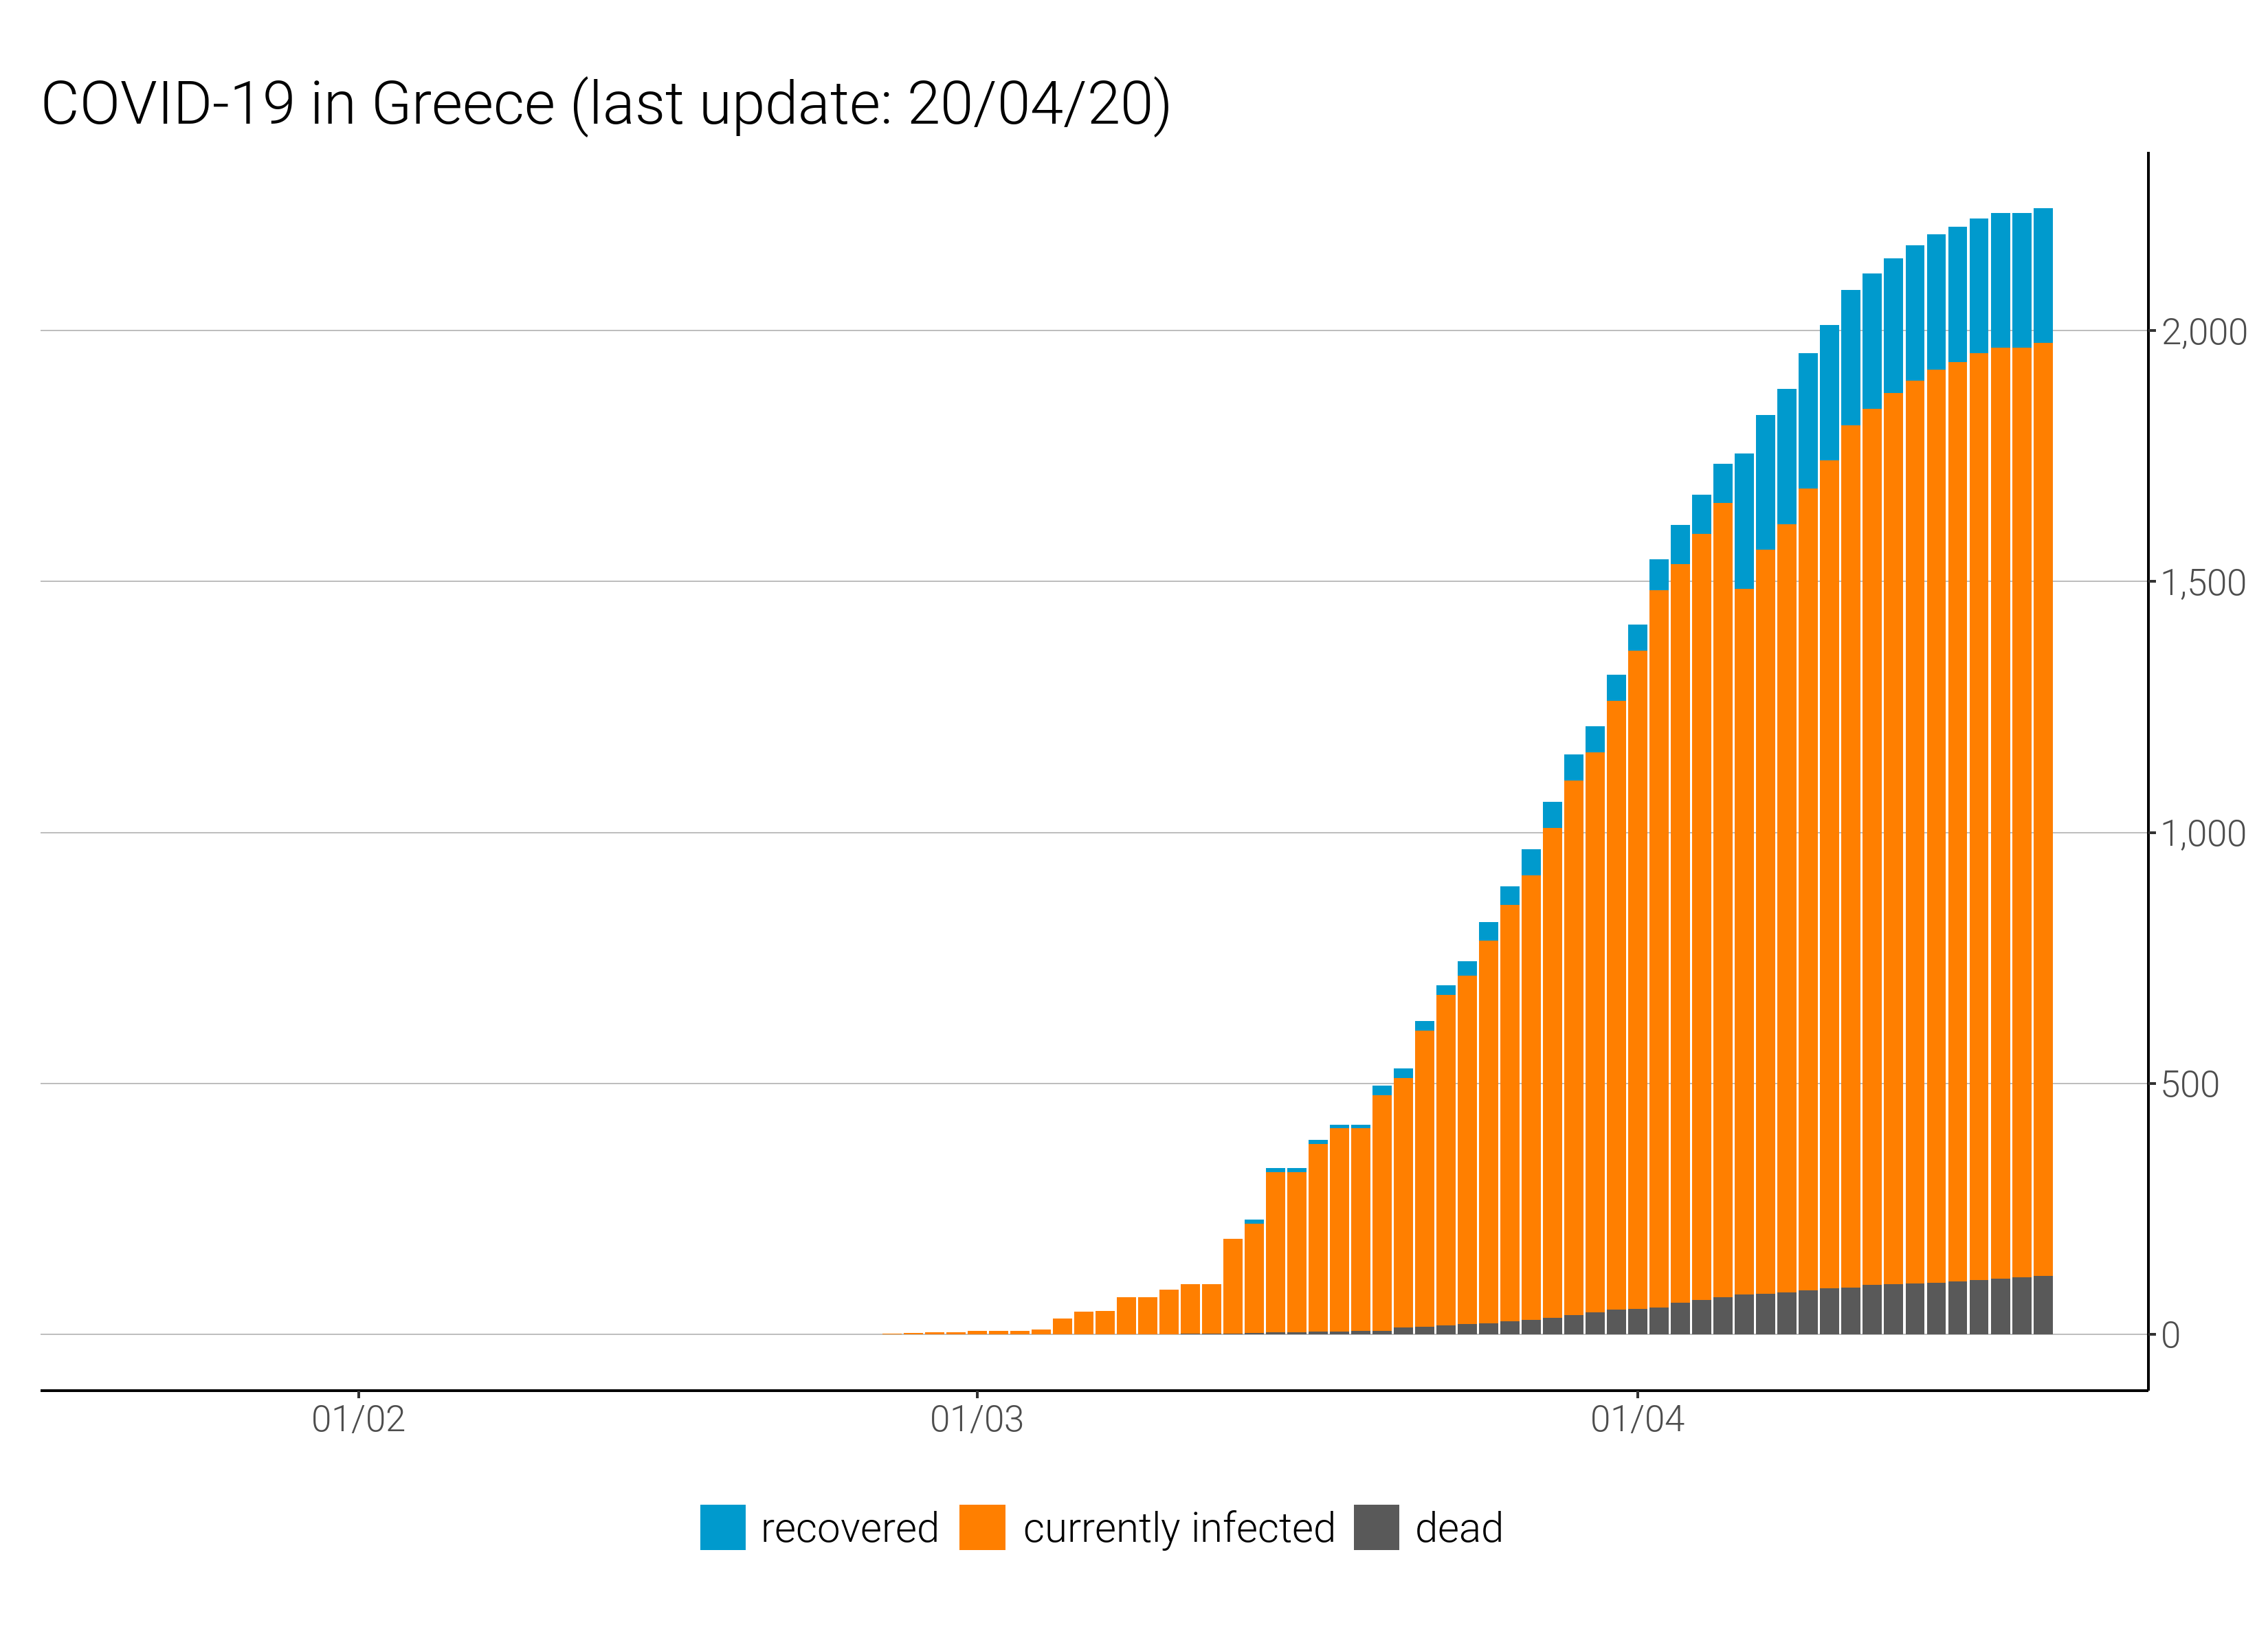 COVID-19 in Greece (last update: 20/04/20)
2,000
1,500
1,000
500
0
01/02 01/03 01/04
recovered currently infected dead